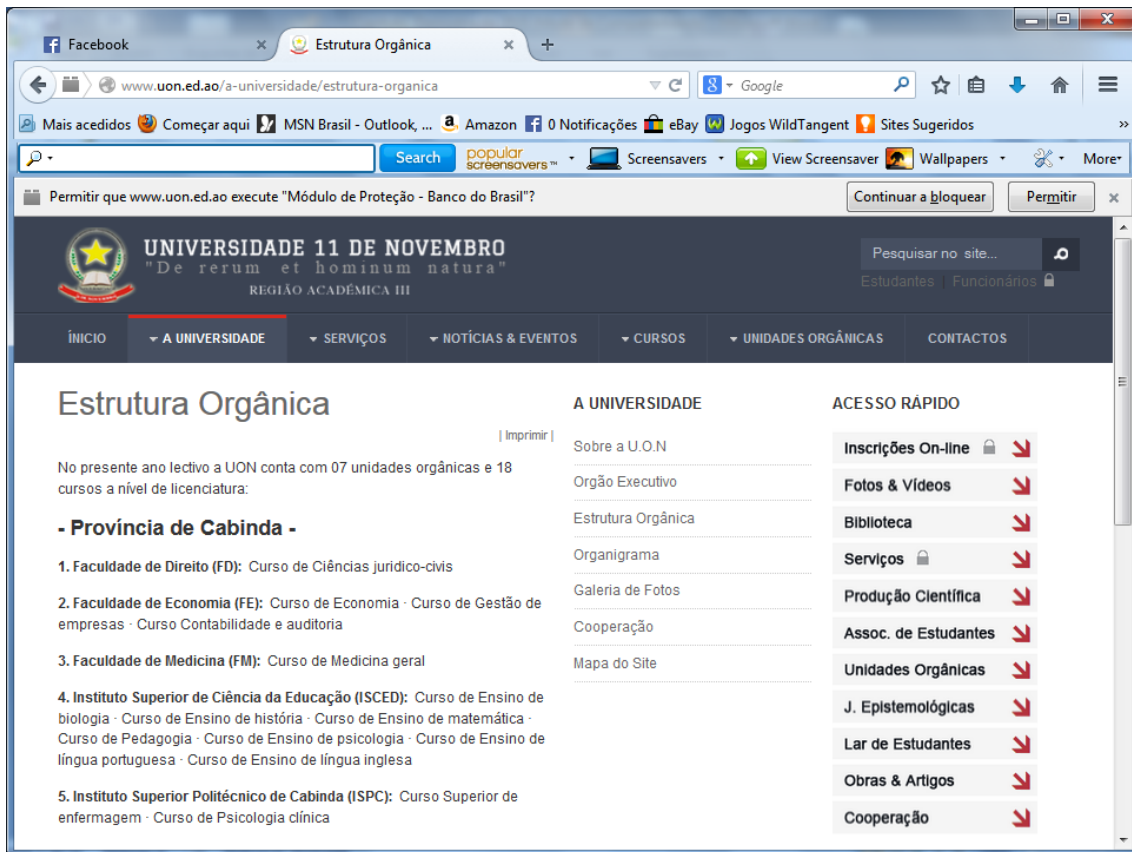 Facebook
Estrutura Orgânica
www.uon.ed.ao/a-universidade/estrutura-organica
Google
Mais acedidos
Começar aqui
MSN Brasil - Outlook, ...
Amazon
0 Notificações
eBay
Jogos WildTangent
Sites Sugeridos
Search
popular
screensavers™
Screensavers
View Screensaver
Wallpapers
More
Permitir que www.uon.ed.ao execute "Módulo de Proteção - Banco do Brasil"?
Continuar a bloquear
Permitir
UNIVERSIDADE 11 DE NOVEMBRO
"De rerum et hominum natura"
REGIÃO ACADÉMICA III
Pesquisar no site...
Estudantes | Funcionários
ÍNICIO
A UNIVERSIDADE
SERVIÇOS
NOTÍCIAS & EVENTOS
CURSOS
UNIDADES ORGÂNICAS
CONTACTOS
Estrutura Orgânica
| Imprimir |
No presente ano lectivo a UON conta com 07 unidades orgânicas e 18
cursos a nível de licenciatura:
- Província de Cabinda -
1. Faculdade de Direito (FD): Curso de Ciências juridico-civis
2. Faculdade de Economia (FE): Curso de Economia · Curso de Gestão de
empresas · Curso Contabilidade e auditoria
3. Faculdade de Medicina (FM): Curso de Medicina geral
4. Instituto Superior de Ciência da Educação (ISCED): Curso de Ensino de
biologia · Curso de Ensino de história · Curso de Ensino de matemática ·
Curso de Pedagogia · Curso de Ensino de psicologia · Curso de Ensino de
língua portuguesa · Curso de Ensino de língua inglesa
5. Instituto Superior Politécnico de Cabinda (ISPC): Curso Superior de
enfermagem · Curso de Psicologia clínica
A UNIVERSIDADE
Sobre a U.O.N
Orgão Executivo
Estrutura Orgânica
Organigrama
Galeria de Fotos
Cooperação
Mapa do Site
ACESSO RÁPIDO
Inscrições On-line
Fotos & Vídeos
Biblioteca
Serviços
Produção Científica
Assoc. de Estudantes
Unidades Orgânicas
J. Epistemológicas
Lar de Estudantes
Obras & Artigos
Cooperação